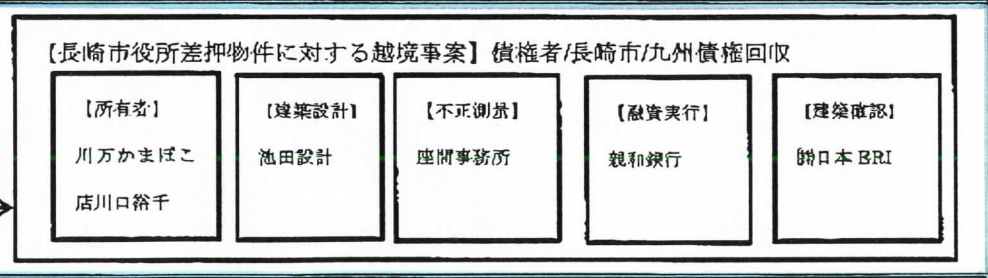 【長崎市役所差押物件に対する越境事案】債権者/長崎市/九州債権回収
【所有者】
川万かまぼこ
店川口裕千
【建築設計】
池田設計
【不正測量】
座間事務所
【融資実行】
親和銀行
【建築確認】
㈱日本ERI